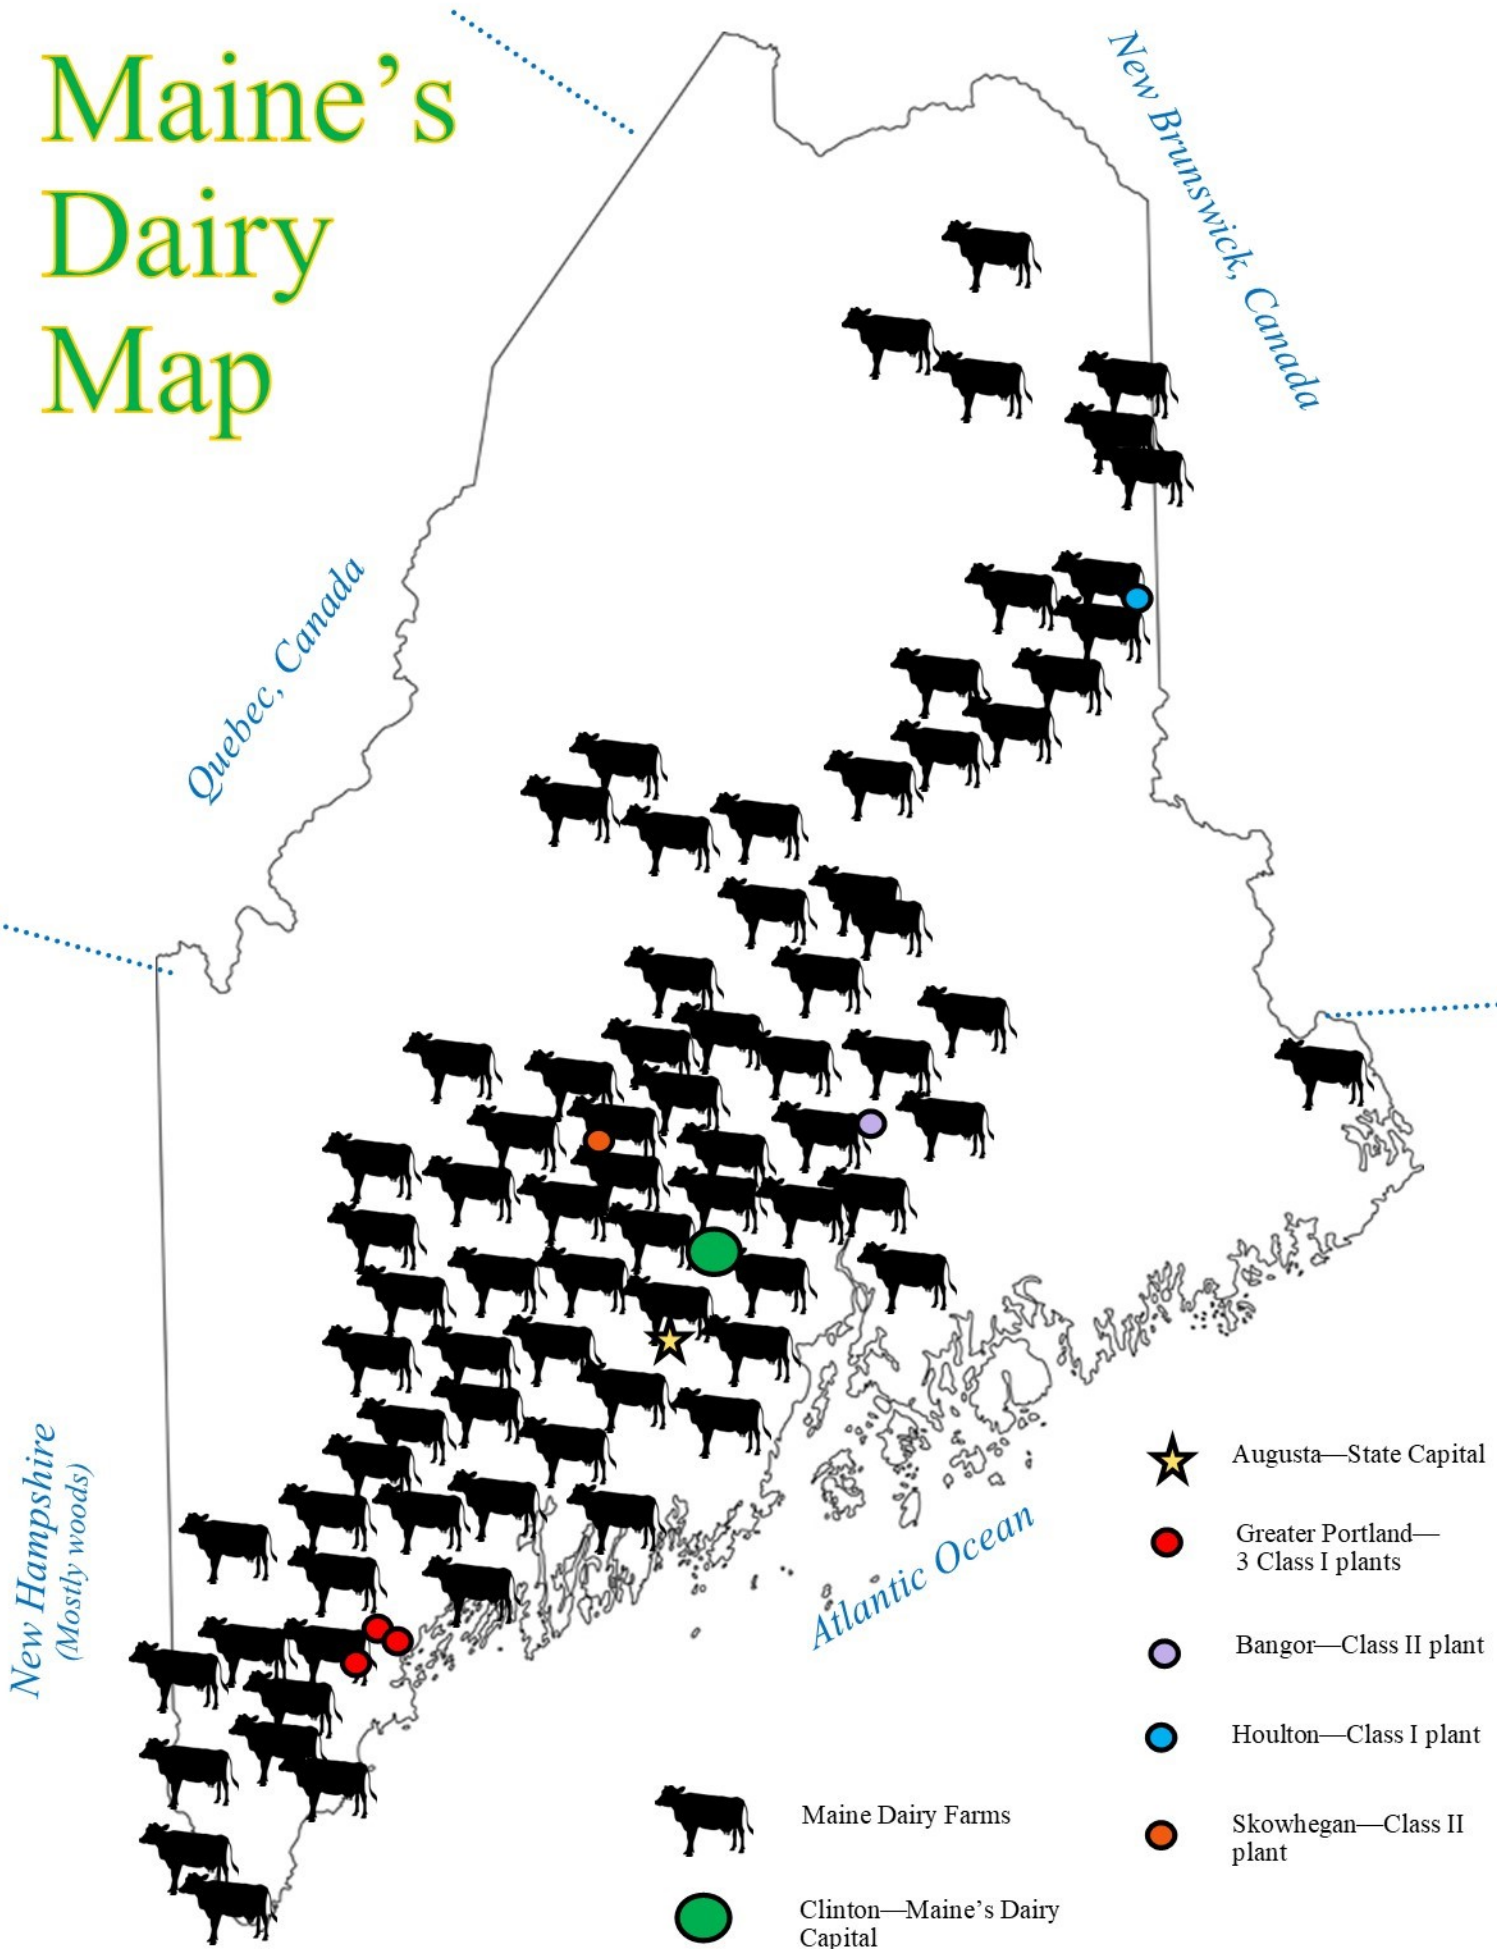 Maine's
Dairy
Map
New Brunswick, Canada
Quebec, Canada
New Hampshire
(Mostly woods)
Atlantic Ocean
Augusta—State Capital
Greater Portland—
3 Class I plants
Bangor—Class II plant
Houlton—Class I plant
Skowhegan—Class II
plant
Maine Dairy Farms
Clinton—Maine's Dairy
Capital